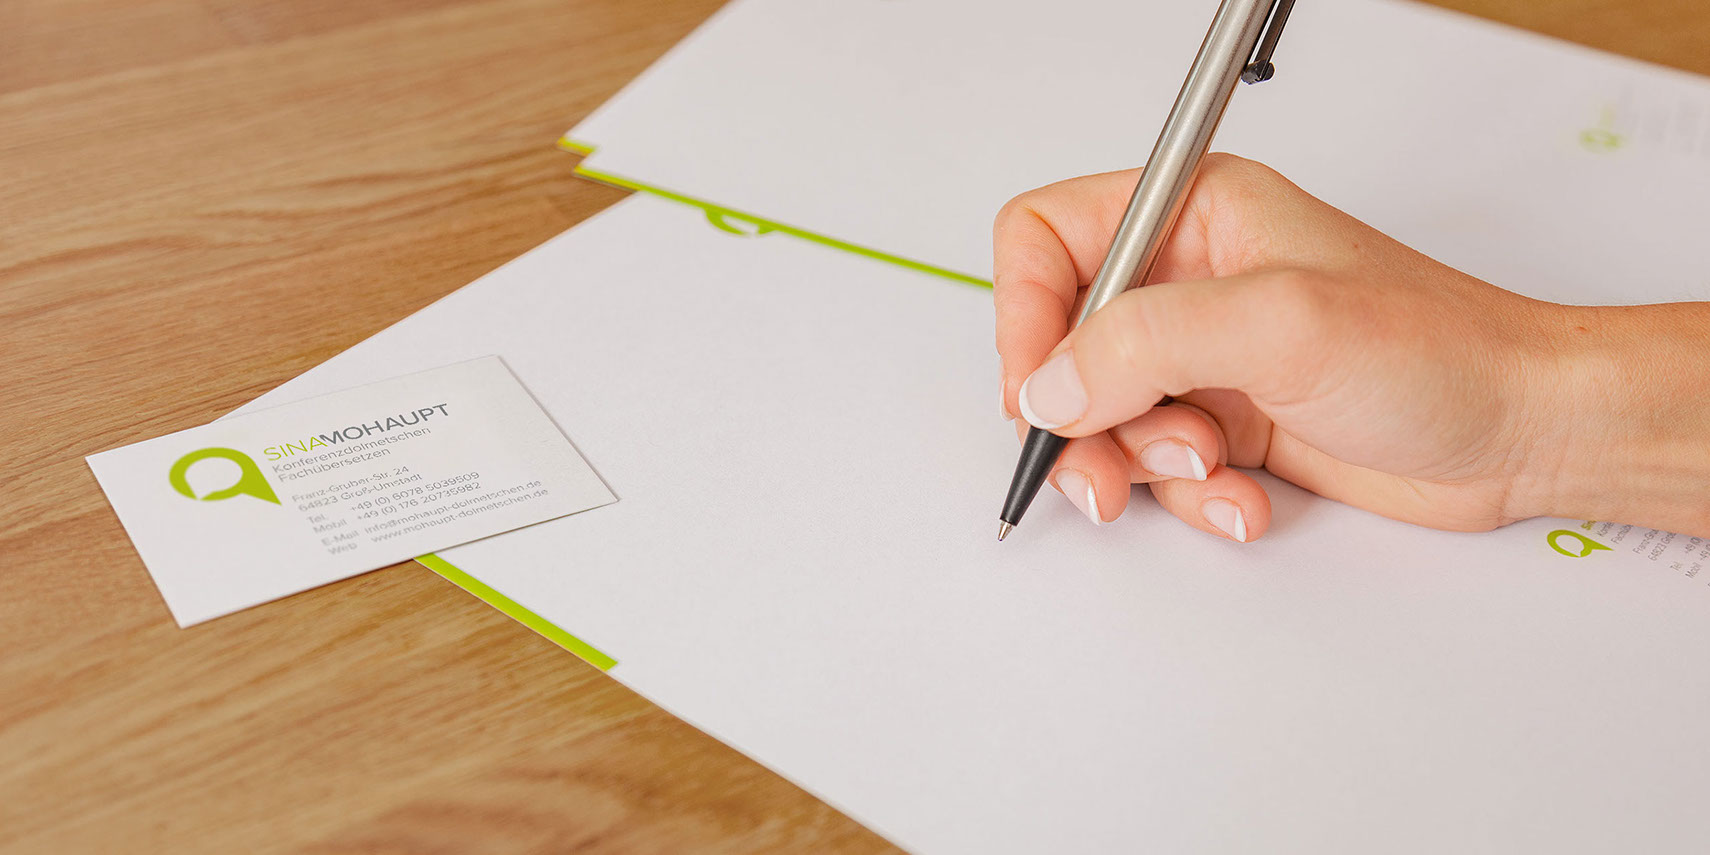 SINAMOHAUPT
Konferenzdolmetschen
Fachübersetzen
Franz-Gruber-Str. 24
64823 Groß-Umstadt
Tel. +49 (0) 6078 5039509
Mobil +49 (0) 176 20735982
E-Mail info@mohaupt-dolmetschen.de
Web www.mohaupt-dolmetschen.de